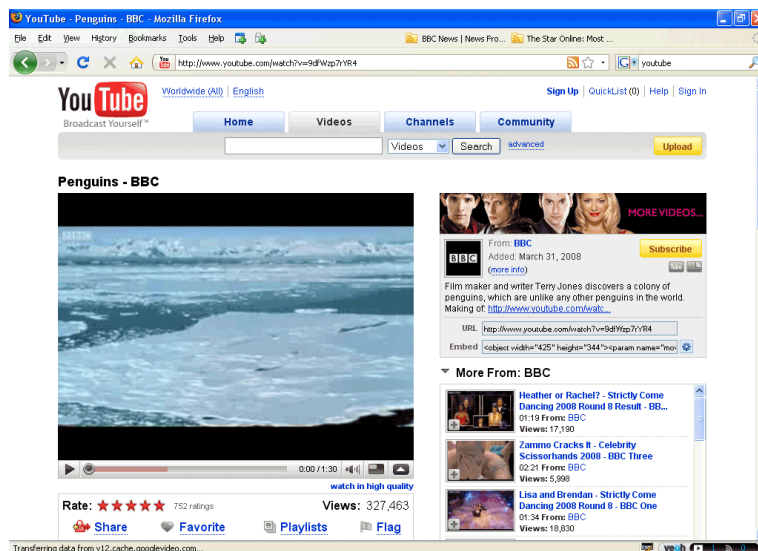 YouTube - Penguins - BBC - Mozilla Firefox
File Edit View History Bookmarks Tools Help
BBC News | News Fro... The Star Online: Most ...
http://www.youtube.com/watch?v=9dfWzp7rYR4
youtube
YouTube
Broadcast Yourself™
Worldwide (All) | English
Sign Up | QuickList (0) | Help | Sign In
Home Videos Channels Community
Videos Search advanced Upload
Penguins - BBC
MORE VIDEOS...
BBC
From: BBC
Added: March 31, 2008
(more info)
Subscribe
Film maker and writer Terry Jones discovers a colony of
penguins, which are unlike any other penguins in the world.
Making of: http://www.youtube.com/watc...
URL http://www.youtube.com/watch?v=9dfWzp7rYR4
Embed <object width="425" height="344"><param name="mov
More From: BBC
Heather or Rachel? - Strictly Come
Dancing 2008 Round 8 Result - BB...
01:19 From: BBC
Views: 17,190
Zammo Cracks It - Celebrity
Scissorhands 2008 - BBC Three
02:21 From: BBC
Views: 5,998
Lisa and Brendan - Strictly Come
Dancing 2008 Round 8 - BBC One
01:34 From: BBC
Views: 18,830
0:00 / 1:30
watch in high quality
Rate: 752 ratings Views: 327,463
Share Favorite Playlists Flag
Transferring data from v12.cache.googlevideo.com...